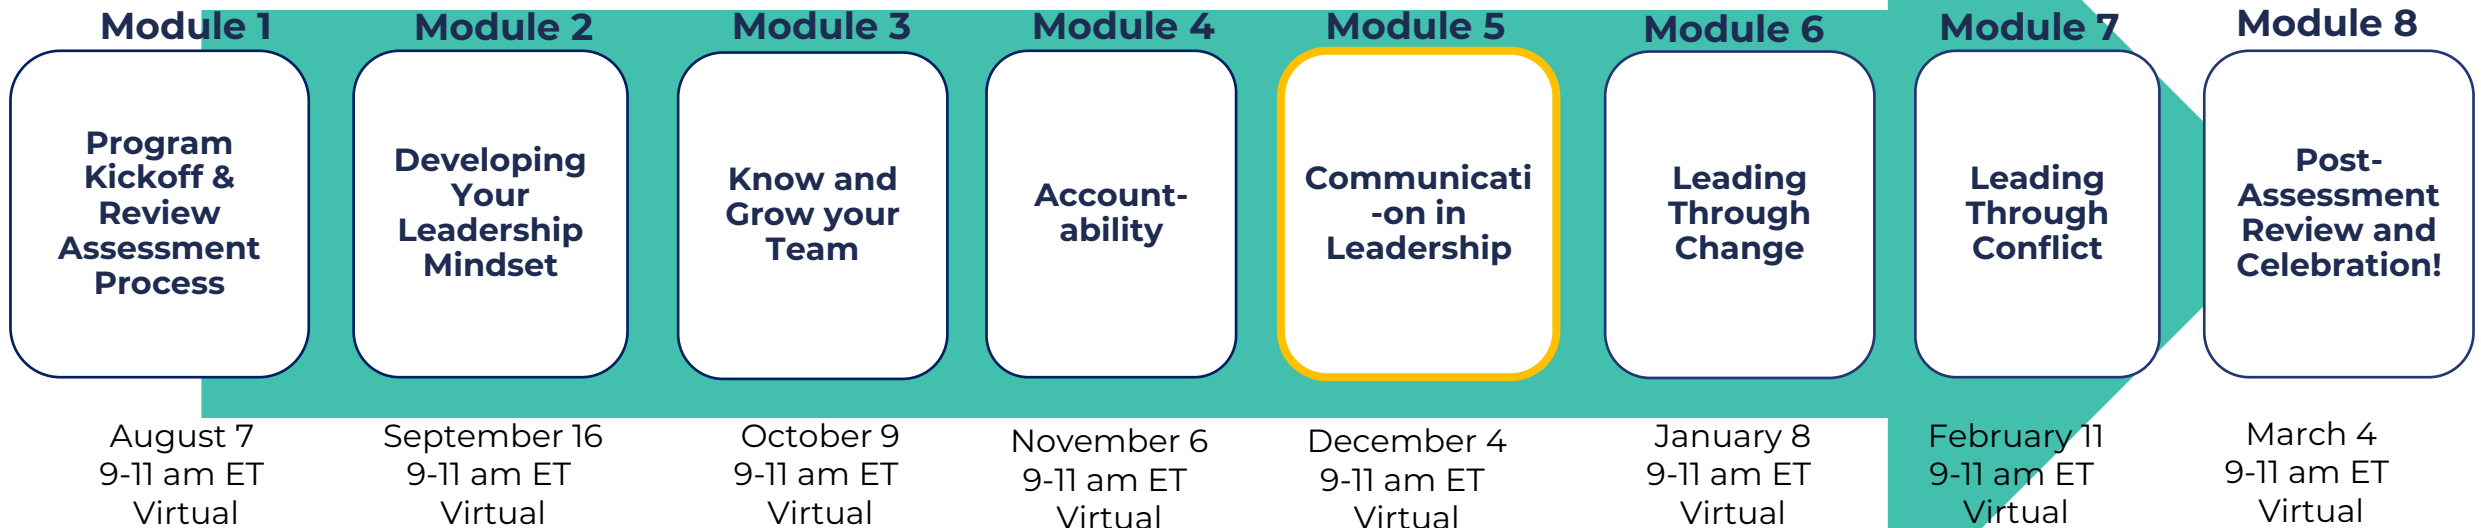 Module 1
Program
Kickoff &
Review
Assessment
Process
August 7
9-11 am ET
Virtual
Module 2
Developing
Your
Leadership
Mindset
September 16
9-11 am ET
Virtual
Module 3
Know and
Grow your
Team
October 9
9-11 am ET
Virtual
Module 4
Account-
ability
November 6
9-11 am ET
Virtual
Module 5
Communicati
-on in
Leadership
December 4
9-11 am ET
Virtual
Module 6
Leading
Through
Change
January 8
9-11 am ET
Virtual
Module 7
Leading
Through
Conflict
February 11
9-11 am ET
Virtual
Module 8
Post-
Assessment
Review and
Celebration!
March 4
9-11 am ET
Virtual